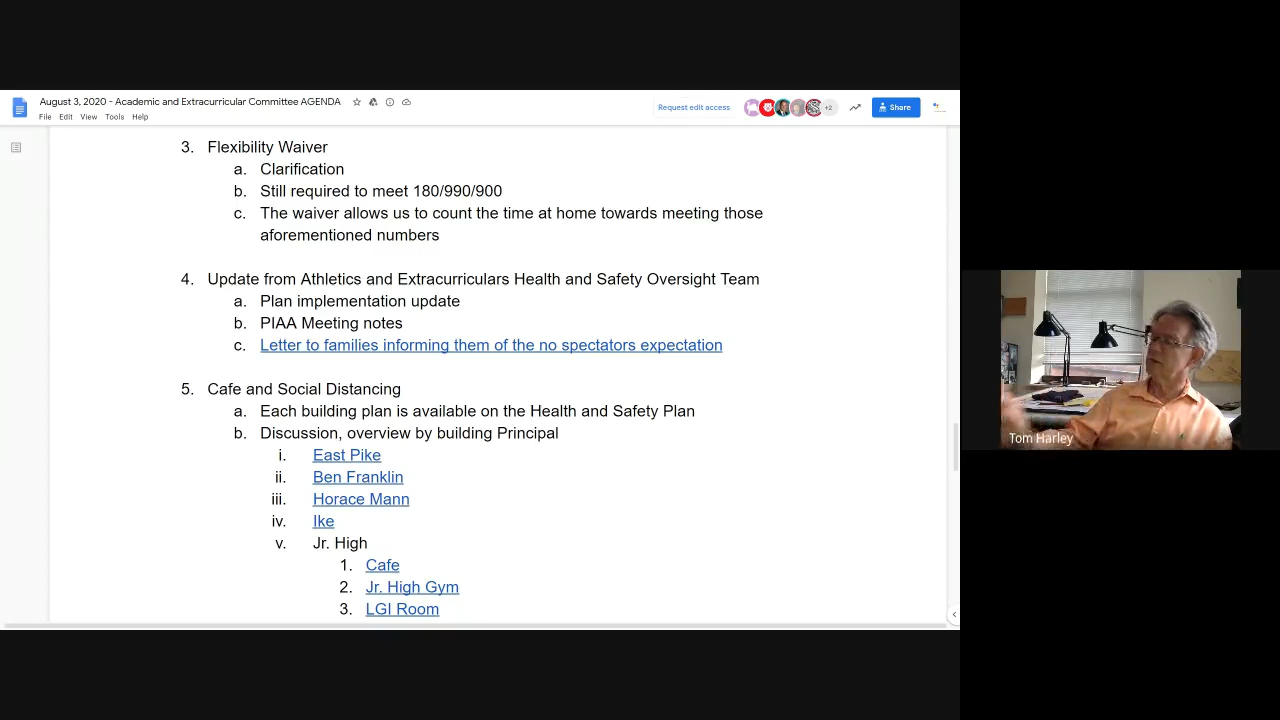 August 3, 2020 - Academic and Extracurricular Committee AGENDA
File Edit View Tools Help
Request edit access
+2
Share
3. Flexibility Waiver
a. Clarification
b. Still required to meet 180/990/900
c. The waiver allows us to count the time at home towards meeting those
aforementioned numbers
4. Update from Athletics and Extracurriculars Health and Safety Oversight Team
a. Plan implementation update
b. PIAA Meeting notes
c. Letter to families informing them of the no spectators expectation
5. Cafe and Social Distancing
a. Each building plan is available on the Health and Safety Plan
b. Discussion, overview by building Principal
i. East Pike
ii. Ben Franklin
iii. Horace Mann
iv. Ike
v. Jr. High
1. Cafe
2. Jr. High Gym
3. LGI Room
Tom Harley